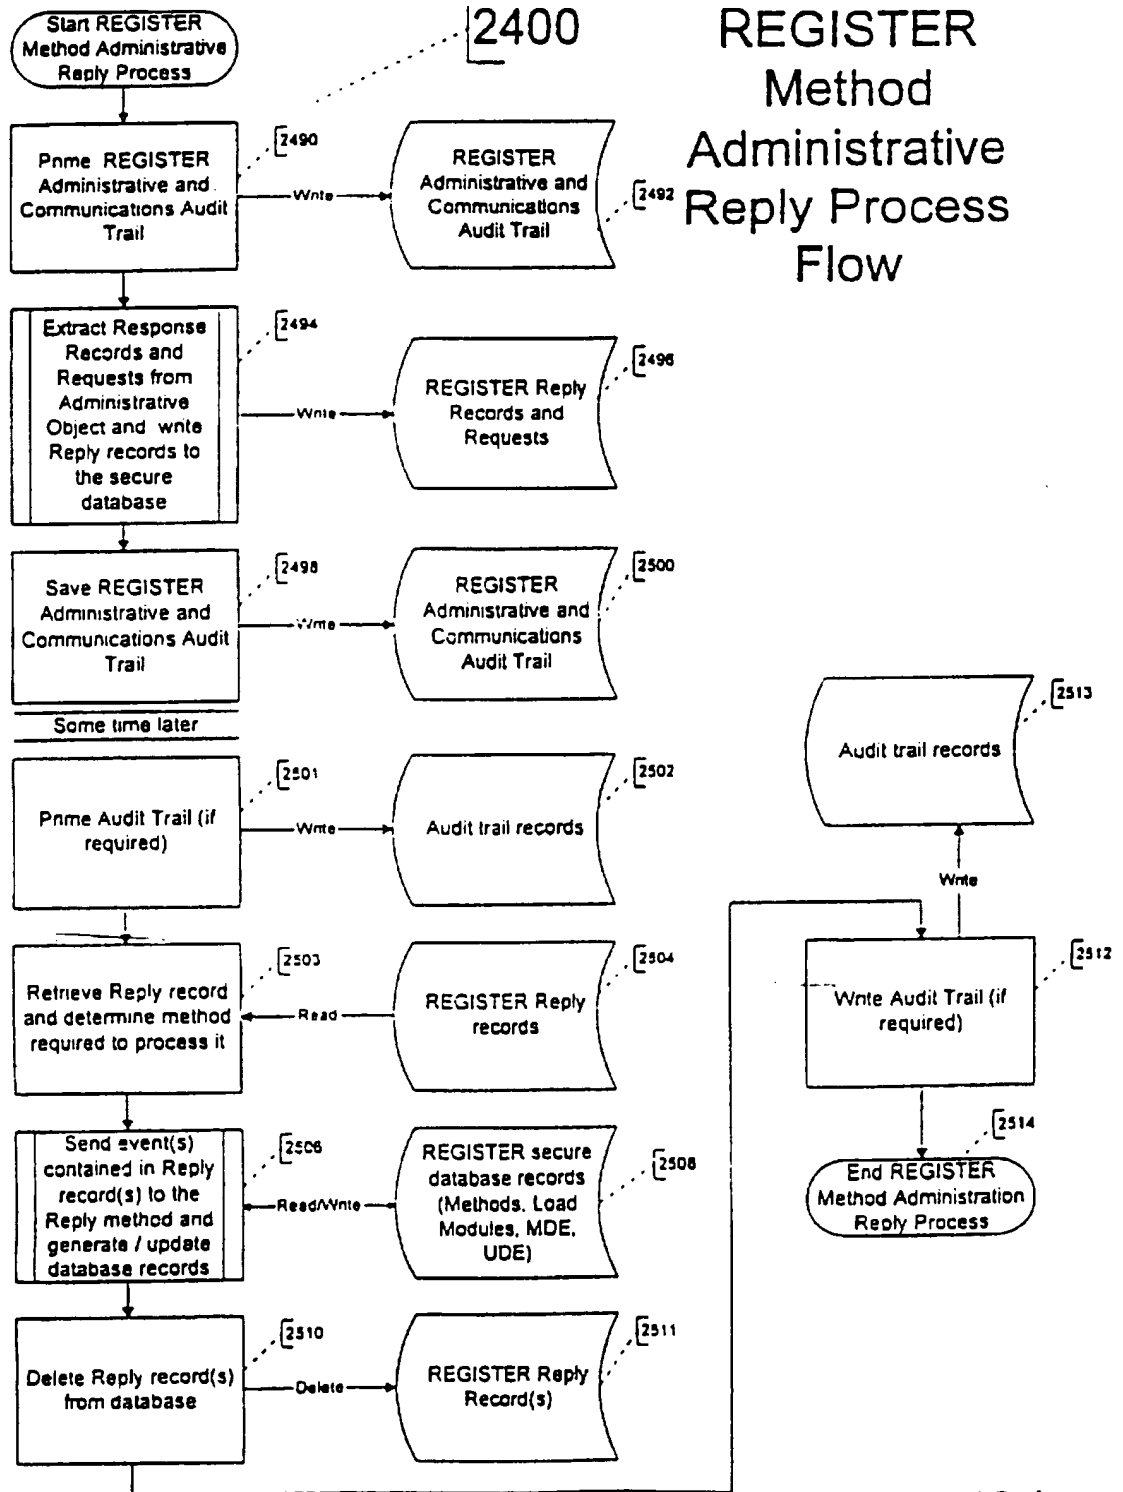 Start REGISTER
Method Administrative
Reply Process
2400
REGISTER
Method
Administrative
Reply Process
Flow
Prime REGISTER
Administrative and
Communications Audit
Trail
2490
Write
REGISTER
Administrative and
Communications
Audit Trail
2492
Extract Response
Records and
Requests from
Administrative
Object and write
Reply records to
the secure
database
2494
Write
REGISTER Reply
Records and
Requests
2496
Save REGISTER
Administrative and
Communications Audit
Trail
2498
Write
REGISTER
Administrative and
Communications
Audit Trail
2500
Some time later
Prime Audit Trail (if
required)
2501
Write
Audit trail records
2502
Retrieve Reply record
and determine method
required to process it
2503
Read
REGISTER Reply
records
2504
Send event(s)
contained in Reply
record(s) to the
Reply method and
generate / update
database records
2506
Read/Write
REGISTER secure
database records
(Methods, Load
Modules, MDE,
UDE)
2508
Delete Reply record(s)
from database
2510
Delete
REGISTER Reply
Record(s)
2511
Audit trail records
2513
Write
Write Audit Trail (if
required)
2512
2514
End REGISTER
Method Administration
Reply Process